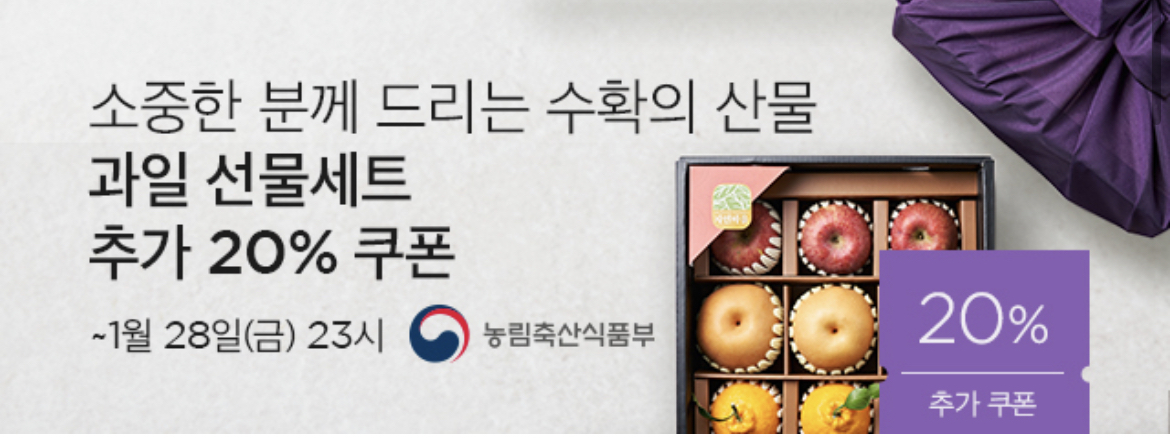 소중한 분께 드리는 수확의 산물
과일 선물세트
추가 20% 쿠폰
~1월 28일(금) 23시
농림축산식품부
20%
추가 쿠폰